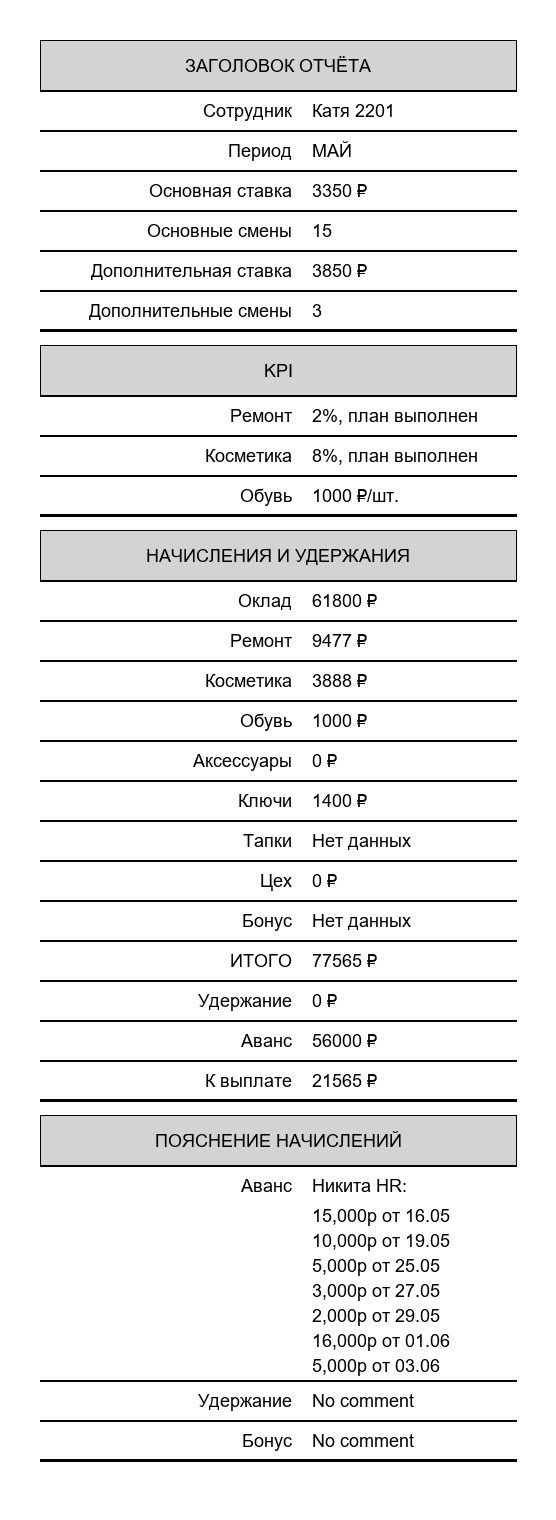 ЗАГОЛОВОК ОТЧЁТА
Сотрудник Катя 2201
Период МАЙ
Основная ставка 3350 ₽
Основные смены 15
Дополнительная ставка 3850 ₽
Дополнительные смены 3
KPI
Ремонт 2%, план выполнен
Косметика 8%, план выполнен
Обувь 1000 ₽/шт.
НАЧИСЛЕНИЯ И УДЕРЖАНИЯ
Оклад 61800 ₽
Ремонт 9477 ₽
Косметика 3888 ₽
Обувь 1000 ₽
Аксессуары 0 ₽
Ключи 1400 ₽
Тапки Нет данных
Цех 0 ₽
Бонус Нет данных
ИТОГО 77565 ₽
Удержание 0 ₽
Аванс 56000 ₽
К выплате 21565 ₽
ПОЯСНЕНИЕ НАЧИСЛЕНИЙ
Аванс Никита HR:
15,000р от 16.05
10,000р от 19.05
5,000р от 25.05
3,000р от 27.05
2,000р от 29.05
16,000р от 01.06
5,000р от 03.06
Удержание No comment
Бонус No comment